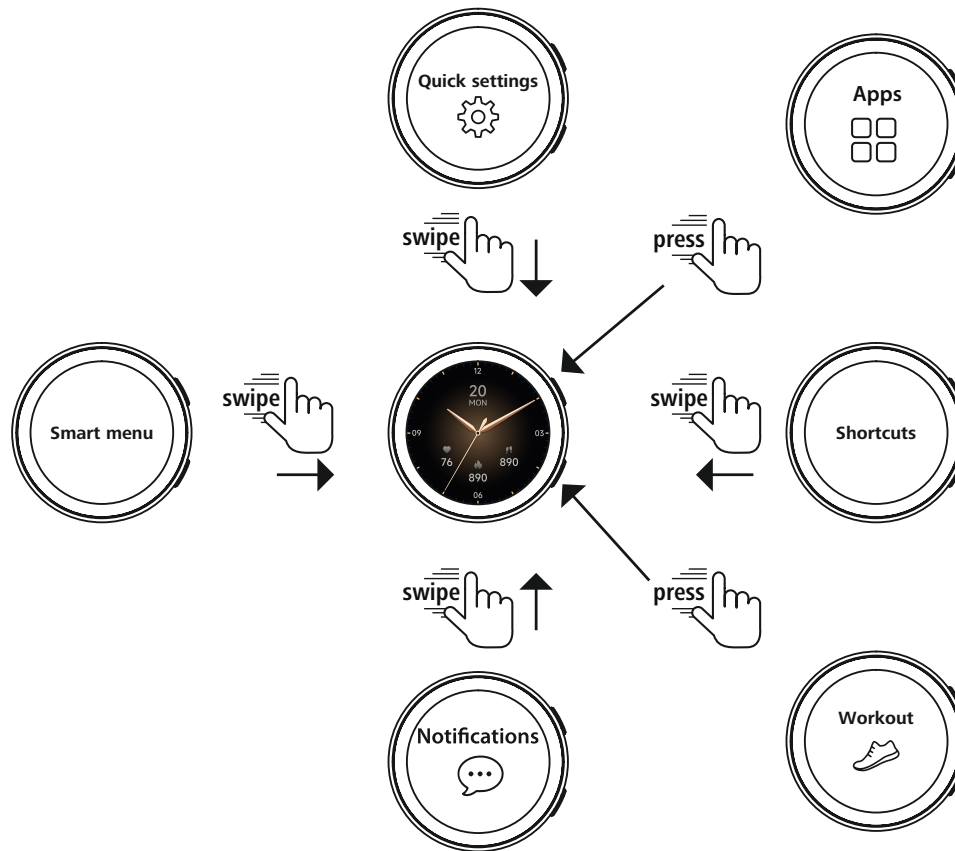 Quick settings
Apps
swipe
press
Smart menu
swipe
12
20
MON
09
03
76
890
890
06
swipe
Shortcuts
swipe
press
Notifications
Workout